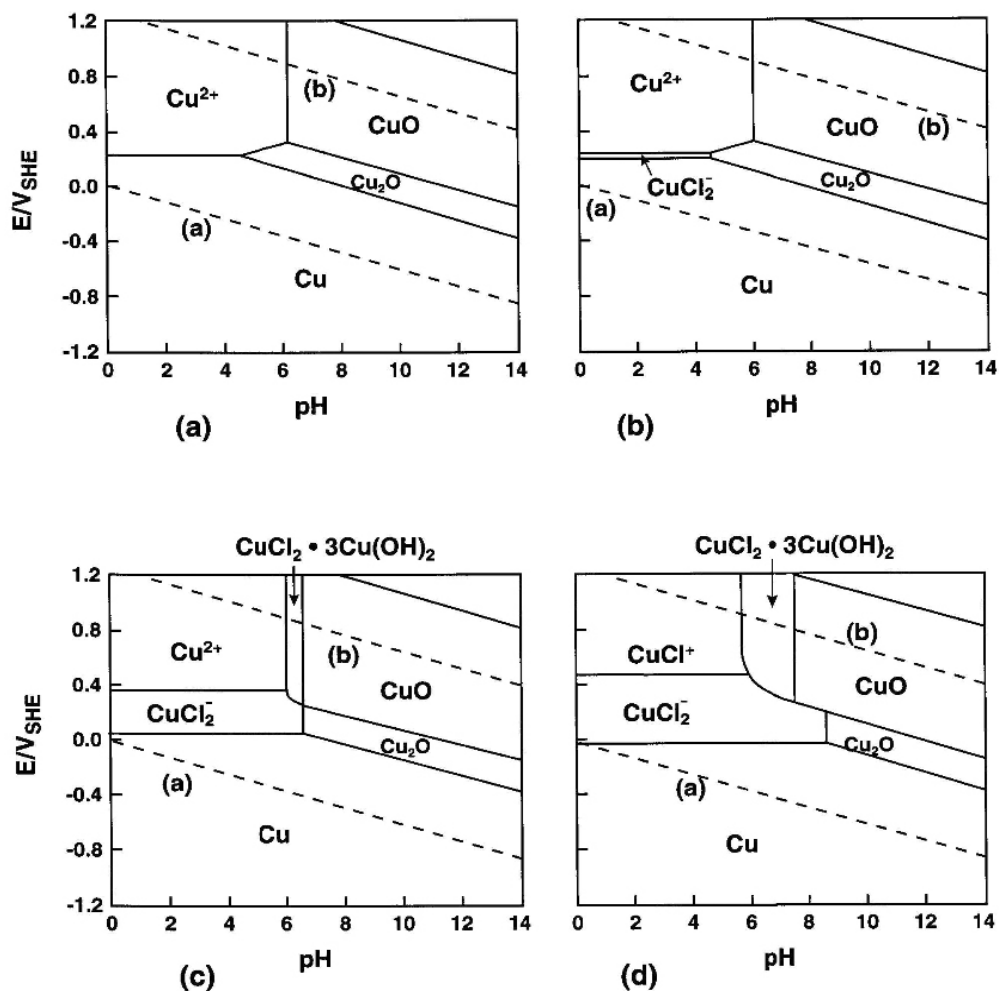 1.2
0.8
0.4
0.0
-0.4
-0.8
-1.2
E/V_SHE
Cu²⁺
(b)
CuO
Cu₂O
(a)
Cu
0 2 4 6 8 10 12 14
pH
(a)
Cu²⁺
CuO
(b)
CuCl₂⁻
Cu₂O
(a)
Cu
0 2 4 6 8 10 12 14
pH
(b)
CuCl₂ • 3Cu(OH)₂
1.2
0.8
0.4
0.0
-0.4
-0.8
-1.2
E/V_SHE
Cu²⁺
(b)
CuO
CuCl₂⁻
Cu₂O
(a)
Cu
0 2 4 6 8 10 12 14
pH
(c)
CuCl₂ • 3Cu(OH)₂
(b)
CuCl⁺
CuO
CuCl₂⁻
Cu₂O
(a)
Cu
0 2 4 6 8 10 12 14
pH
(d)